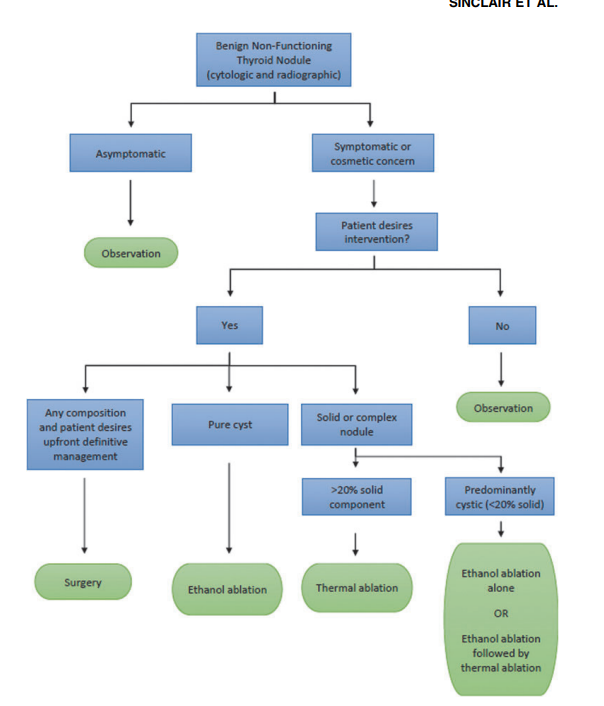 SINCLAIR ET AL.
Benign Non-Functioning
Thyroid Nodule
(cytologic and radiographic)
Asymptomatic
Symptomatic or
cosmetic concern
Observation
Patient desires
intervention?
Yes
No
Observation
Any composition
and patient desires
upfront definitive
management
Pure cyst
Solid or complex
nodule
>20% solid
component
Predominantly
cystic (<20% solid)
Surgery
Ethanol ablation
Thermal ablation
Ethanol ablation
alone
OR
Ethanol ablation
followed by
thermal ablation